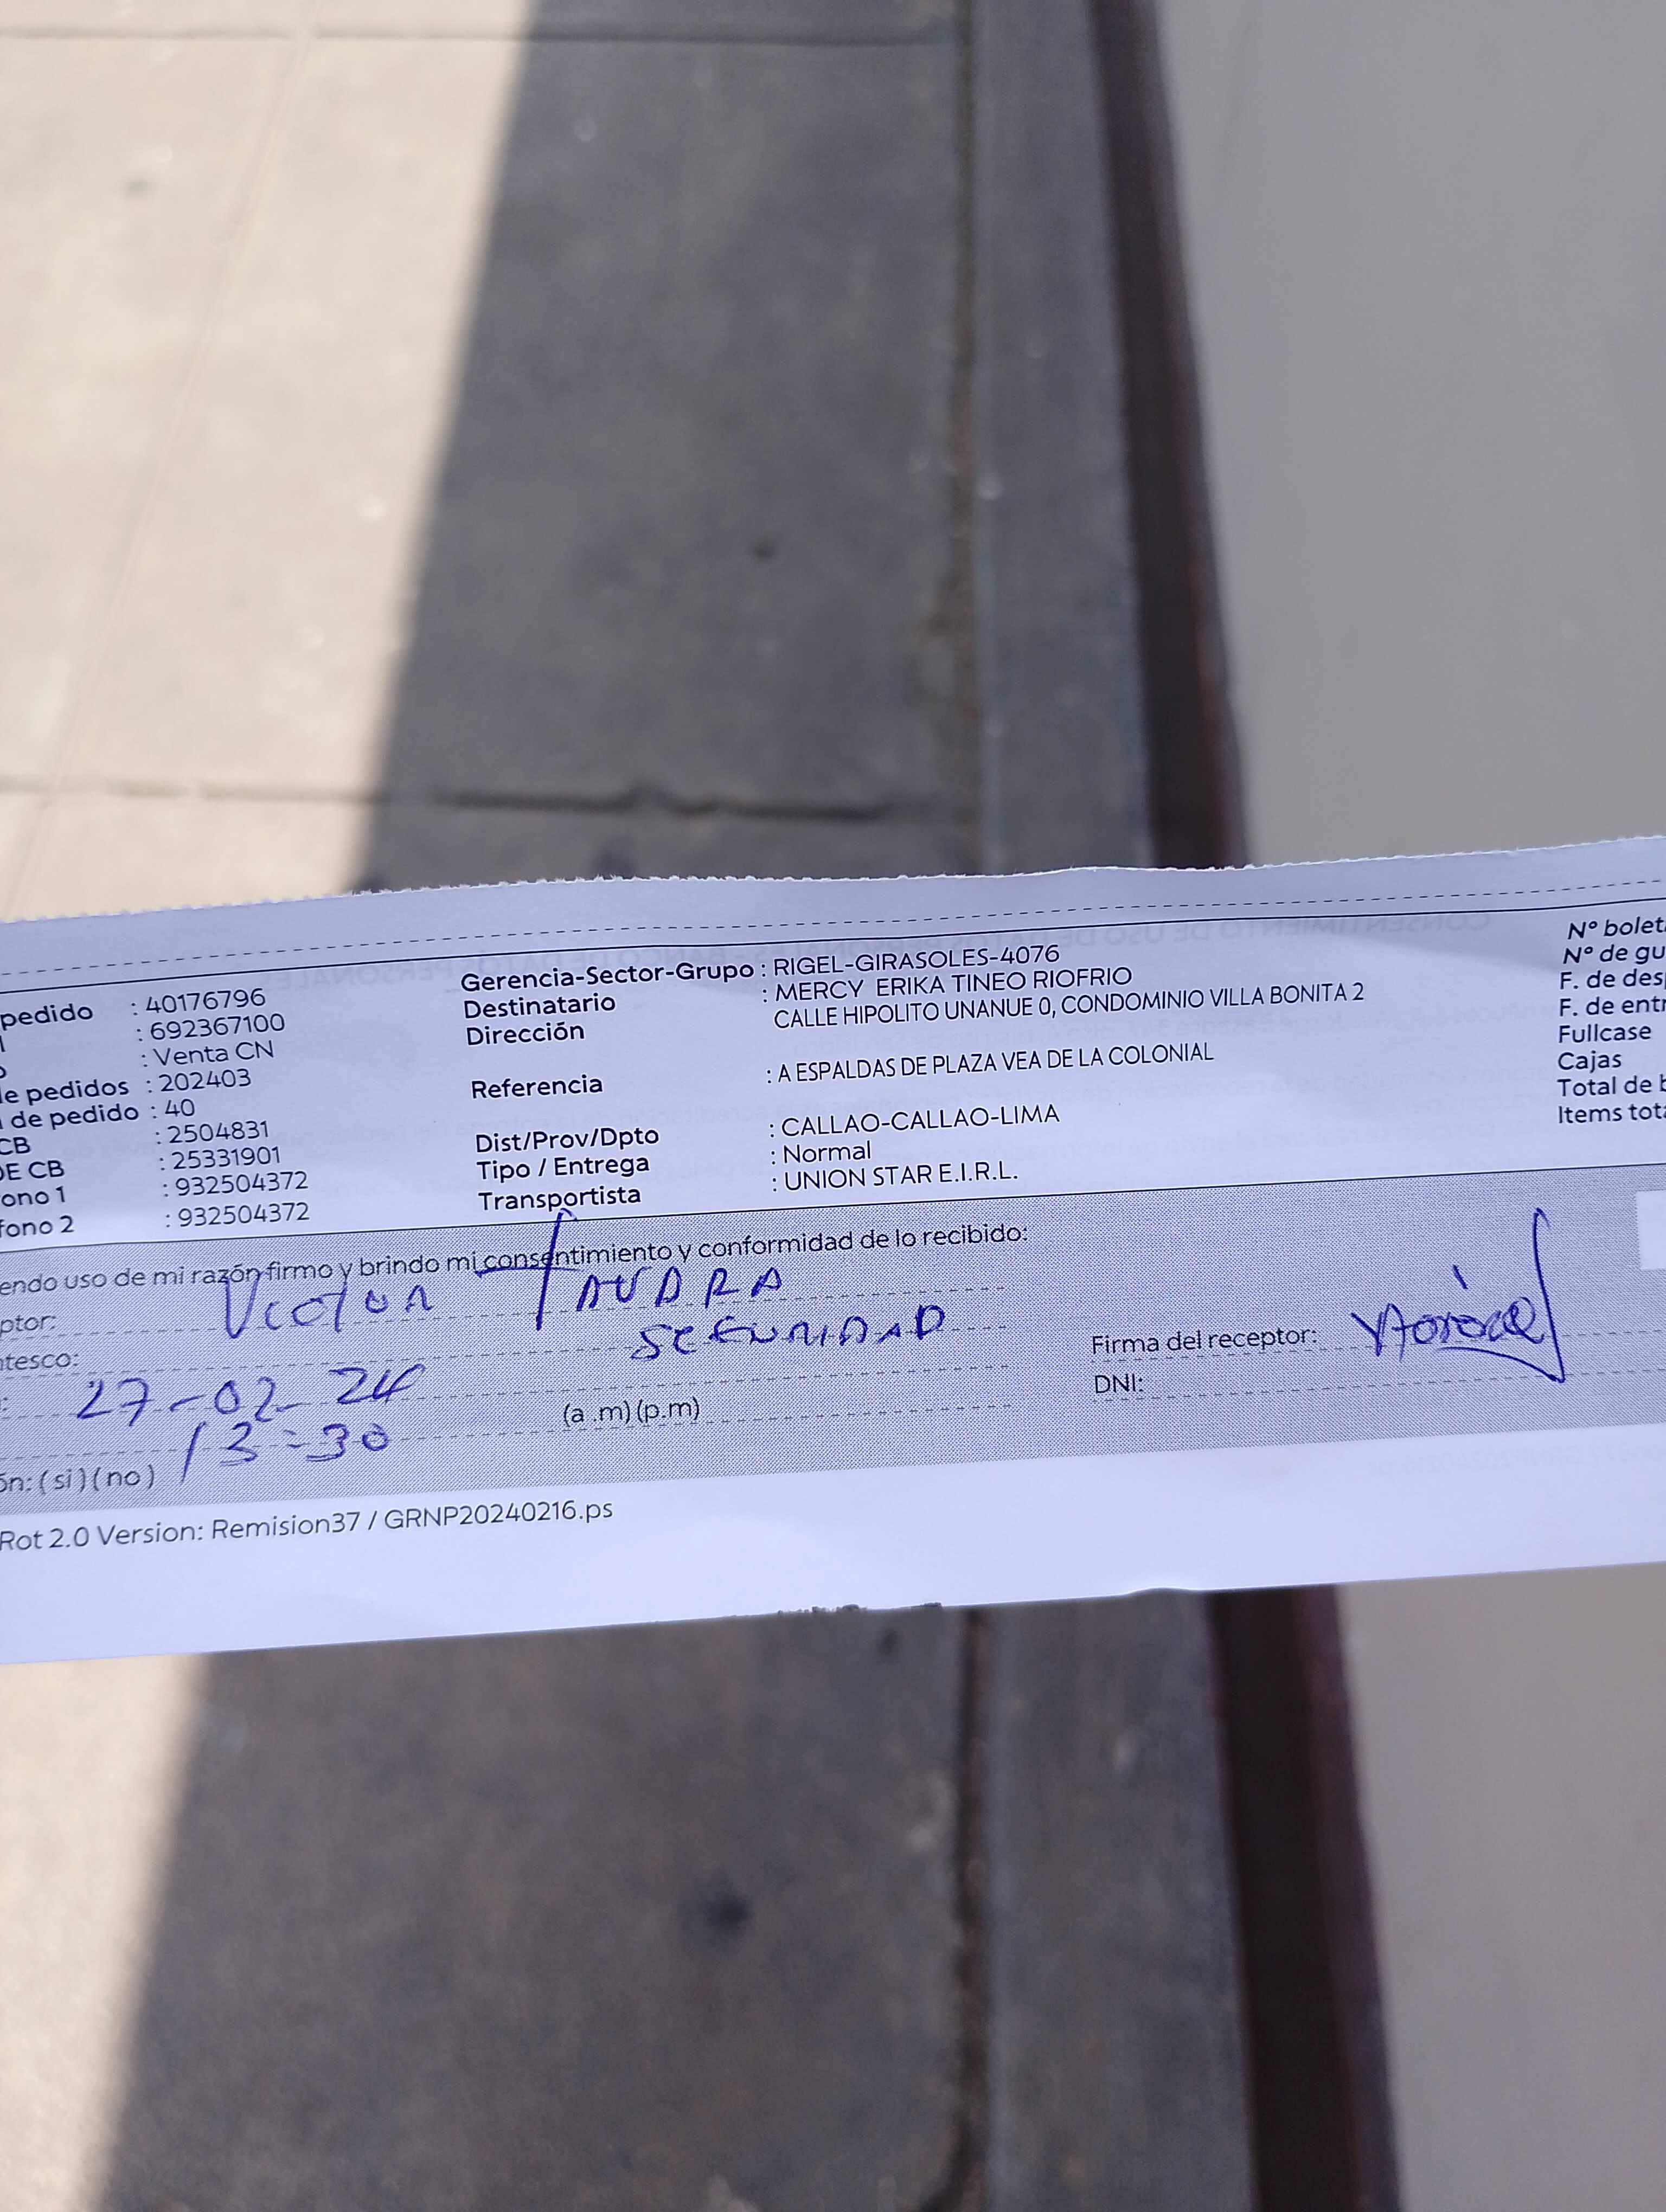 pedido : 40176796
: 692367100
: Venta CN
e pedidos : 202403
de pedido : 40
CB : 2504831
DE CB : 25331901
ono 1 : 932504372
fono 2 : 932504372
Gerencia-Sector-Grupo : RIGEL-GIRASOLES-4076
Destinatario : MERCY ERIKA TINEO RIOFRIO
Dirección CALLE HIPOLITO UNANUE 0, CONDOMINIO VILLA BONITA 2
Referencia : A ESPALDAS DE PLAZA VEA DE LA COLONIAL
Dist/Prov/Dpto : CALLAO-CALLAO-LIMA
Tipo / Entrega : Normal
Transportista : UNION STAR E.I.R.L.
Nº bolet
Nº de gu
F. de des
F. de entr
Fullcase
Cajas
Total de b
Items tota
endo uso de mi razón firmo y brindo mi consentimiento y conformidad de lo recibido:
ptor:
ntesco:
27-02-24
13:30 (a .m) (p.m)
ón: (si) (no)
Firma del receptor:
DNI:
Rot 2.0 Version: Remision37 / GRNP20240216.ps